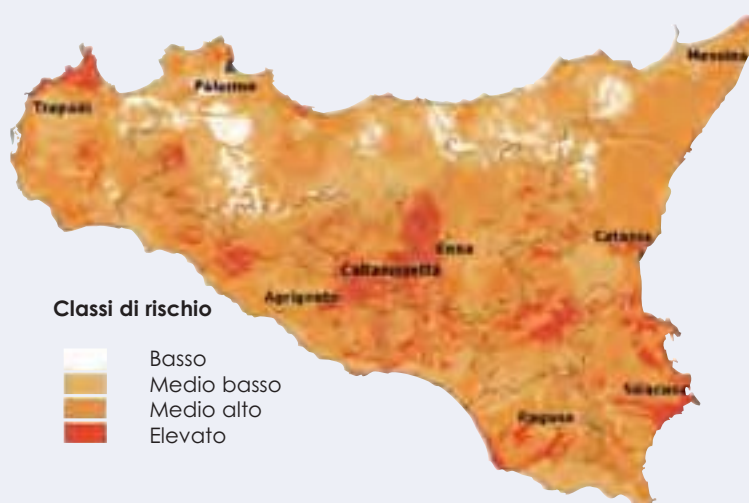 Messina
Palermo
Trapani
Catania
Enna
Caltanissetta
Agrigento
Siracusa
Ragusa
Classi di rischio
Basso
Medio basso
Medio alto
Elevato